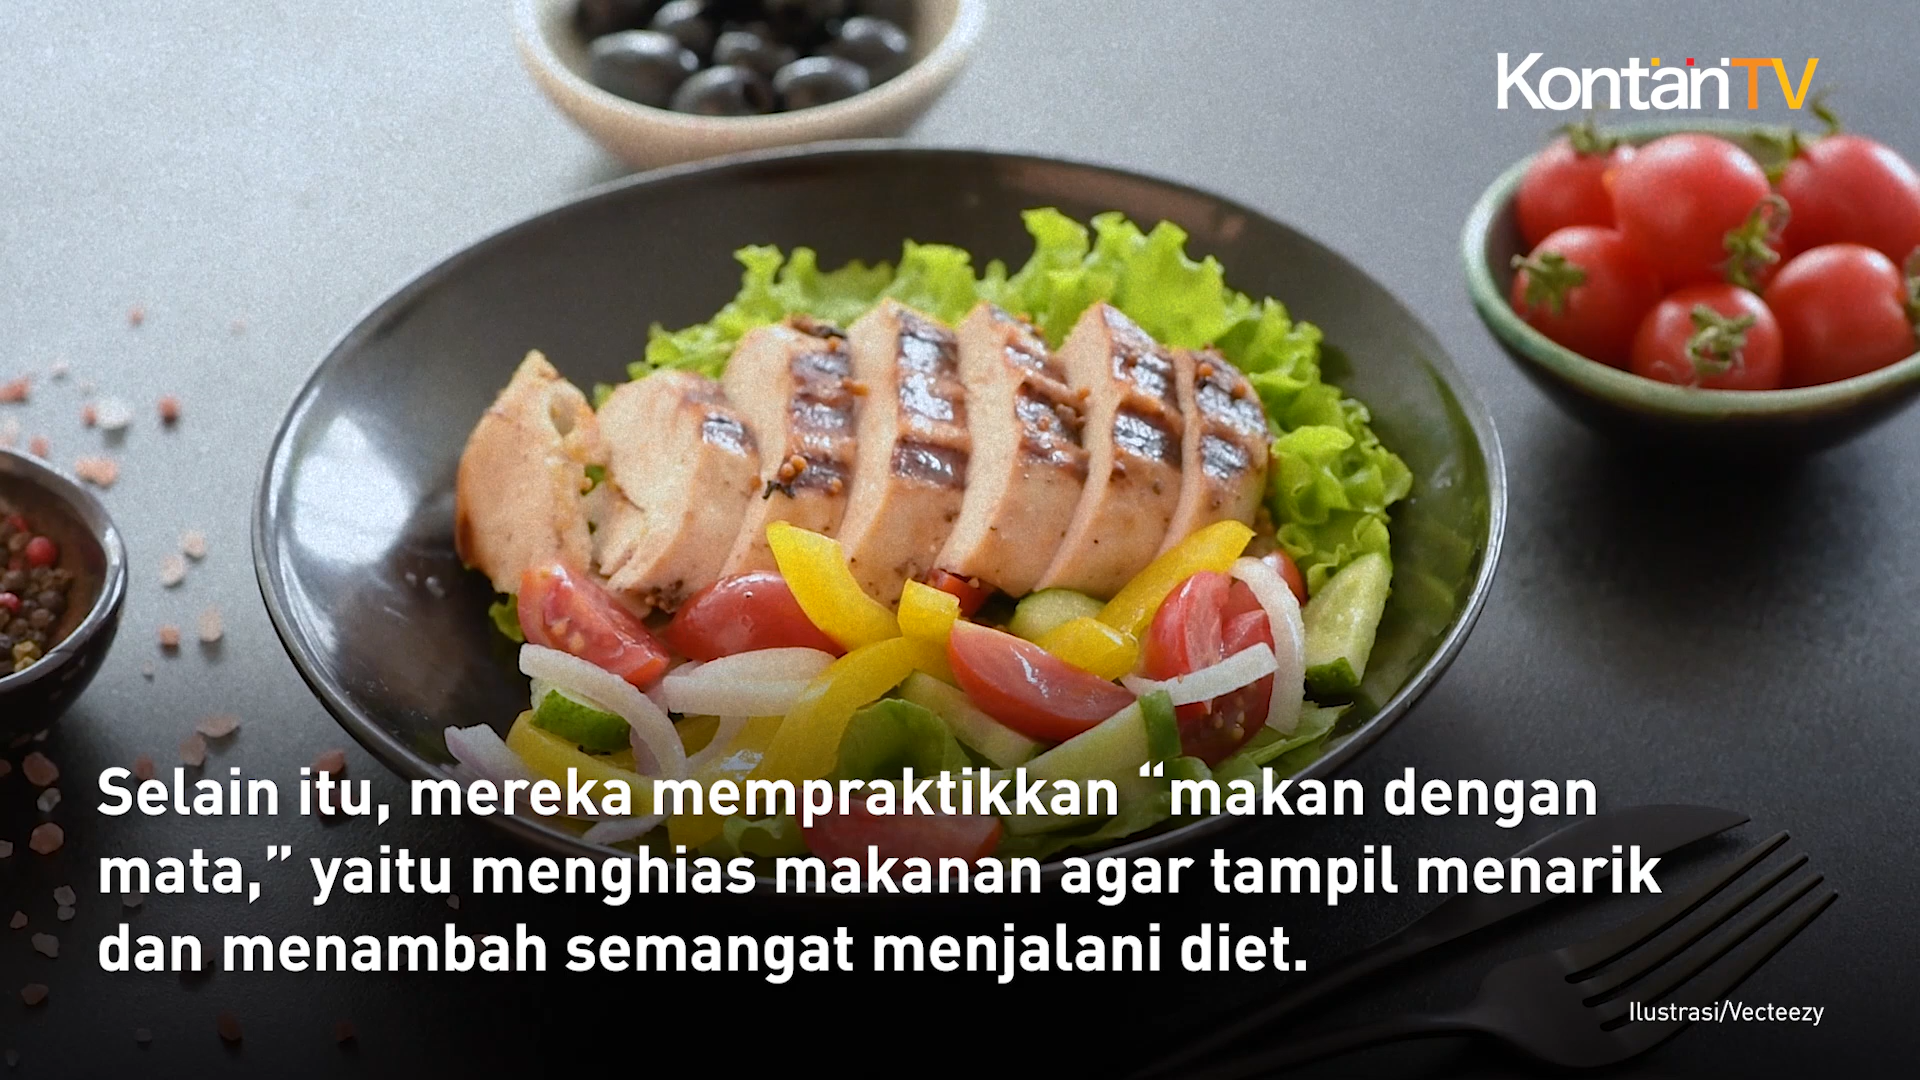 KontanTV
Selain itu, mereka mempraktikkan “makan dengan
mata,” yaitu menghias makanan agar tampil menarik
dan menambah semangat menjalani diet.
Ilustrasi/Vecteezy